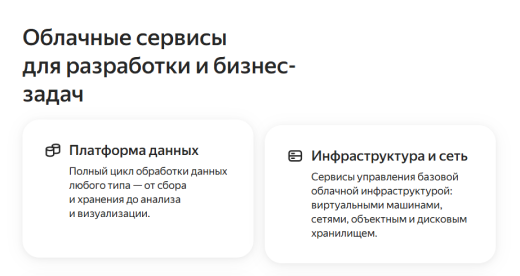 Облачные сервисы
для разработки и бизнес-
задач
Платформа данных
Полный цикл обработки данных
любого типа — от сбора
и хранения до анализа
и визуализации.
Инфраструктура и сеть
Сервисы управления базовой
облачной инфраструктурой:
виртуальными машинами,
сетями, объектным и дисковым
хранилищем.